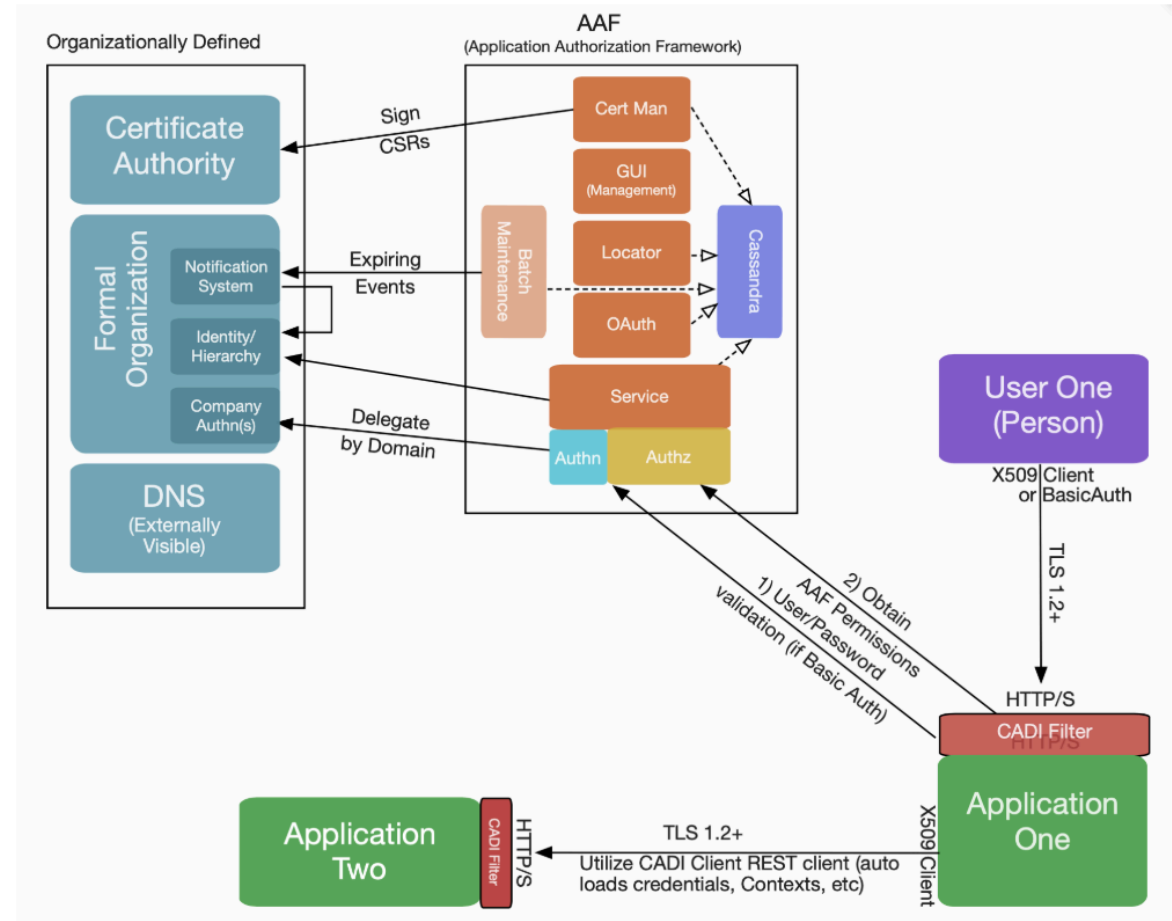 AAF
(Application Authorization Framework)
Organizationally Defined
Certificate
Authority
Sign
CSRs
Cert Man
GUI
(Management)
Locator
OAuth
Batch
Maintenance
Cassandra
Formal
Organization
Notification
System
Identity/
Hierarchy
Company
Authn(s)
Expiring
Events
Service
Authn
Authz
Delegate
by Domain
DNS
(Externally
Visible)
User One
(Person)
X509 Client
or BasicAuth
TLS 1.2+
2) Obtain
AAF Permissions
1) User/Password
validation (if Basic Auth)
HTTP/S
CADI Filter
HTTP/S
Application
One
X509 Client
TLS 1.2+
Utilize CADI Client REST client (auto
loads credentials, Contexts, etc)
HTTP/S
CADI Filter
Application
Two